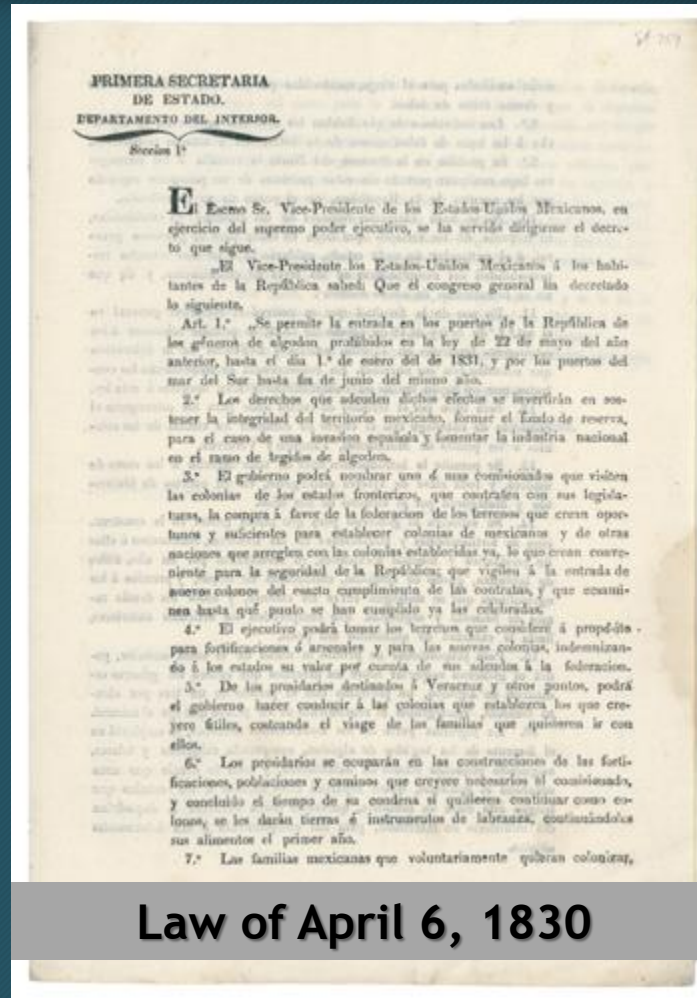 PRIMERA SECRETARIA
DE ESTADO.
DEPARTAMENTO DEL INTERIOR.
Seccion 1ª
El Escmo Sr. Vice-Presidente de los Estados-Unidos Mexicanos, en
ejercicio del supremo poder ejecutivo, se ha servido dirigirme el decre-
to que sigue.
„El Vice-Presidente los Estados-Unidos Mexicanos á los habi-
tantes de la República sabed: Que el congreso general ha decretado
lo siguiente.
Art. 1.º „Se permite la entrada en los puertos de la República de
los géneros de algodon prohibidos en la ley de 22 de mayo del año
anterior, hasta el dia 1.º de enero del de 1831, y por los puertos del
mar del Sur hasta fin de junio del mismo año.
2.º Los derechos que adeuden dichos efectos se invertirán en sos-
tener la integridad del territorio mexicano, formar el fondo de reserva,
para el caso de una invasion española y fomentar la industria nacional
en el ramo de tegidos de algodon.
3.º El gobierno podrá nombrar uno ó mas comisionados que visiten
las colonias de los estados fronterizos, que contraten con sus legisla-
turas, la compra á favor de la federacion de los terrenos que crean opor-
tunos y suficientes para establecer colonias de mexicanos y de otras
naciones que arreglen con las colonias establecidas ya, lo que crean conve-
niente para la seguridad de la República; que vigilen á la entrada de
nuevos colonos del esacto cumplimiento de las contratas, y que ecsami-
nen hasta qué punto se han cumplido ya las celebradas.
4.º El ejecutivo podrá tomar los terrenos que considere á propósito
para fortificaciones ó arsenales y para las nuevas colonias, indemnizan-
do á los estados su valor por cuenta de sus adeudos á la federacion.
5.º De los presidarios destinados á Veracruz y otros puntos, podrá
el gobierno hacer conducir á las colonias que establezca los que cre-
yere útiles, costeando el viage de las familias que quisieren ir con
ellos.
6.º Los presidarios se ocuparán en las construcciones de las forti-
ficaciones, poblaciones y caminos que creyere necesarios el comisionado,
y concluido el tiempo de su condena si quisieren continuar como co-
lonos, se les darán tierras é instrumentos de labranza, continuándoles
sus alimentos el primer año.
7.º Las familias mexicanas que voluntariamente quieran colonizar,
Law of April 6, 1830